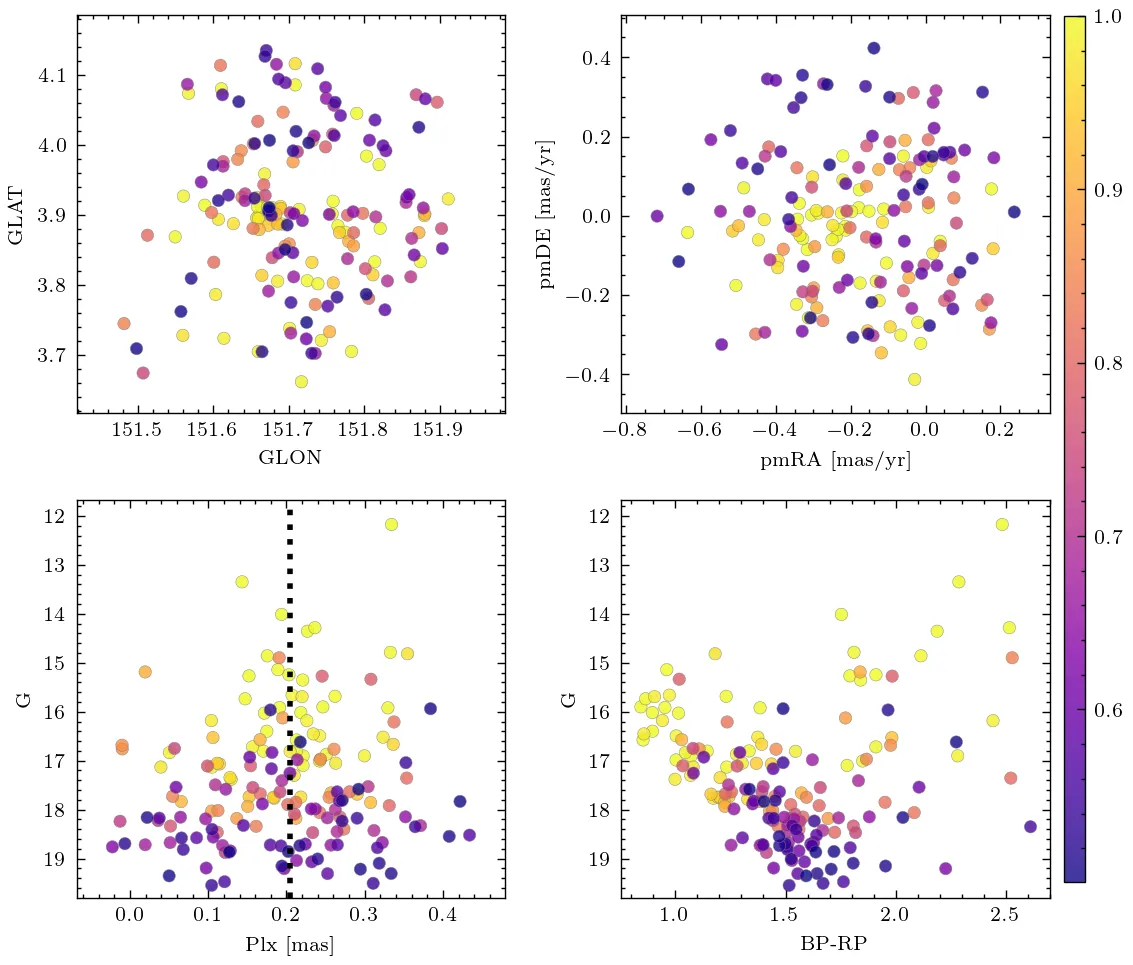 4.1
4.0
3.9
3.8
3.7
GLAT
151.5 151.6 151.7 151.8 151.9
GLON
0.4
0.2
0.0
−0.2
−0.4
pmDE [mas/yr]
−0.8 −0.6 −0.4 −0.2 0.0 0.2
pmRA [mas/yr]
1.0
0.9
0.8
0.7
0.6
12
13
14
15
16
17
18
19
G
0.0 0.1 0.2 0.3 0.4
Plx [mas]
12
13
14
15
16
17
18
19
G
1.0 1.5 2.0 2.5
BP-RP